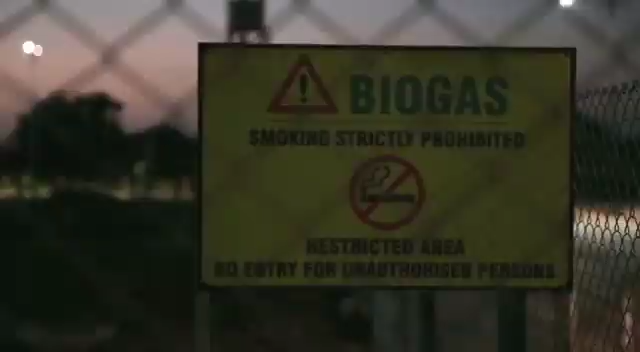 BIOGAS
SMOKING STRICTLY PROHIBITED
RESTRICTED AREA
NO ENTRY FOR UNAUTHORISED PERSONS